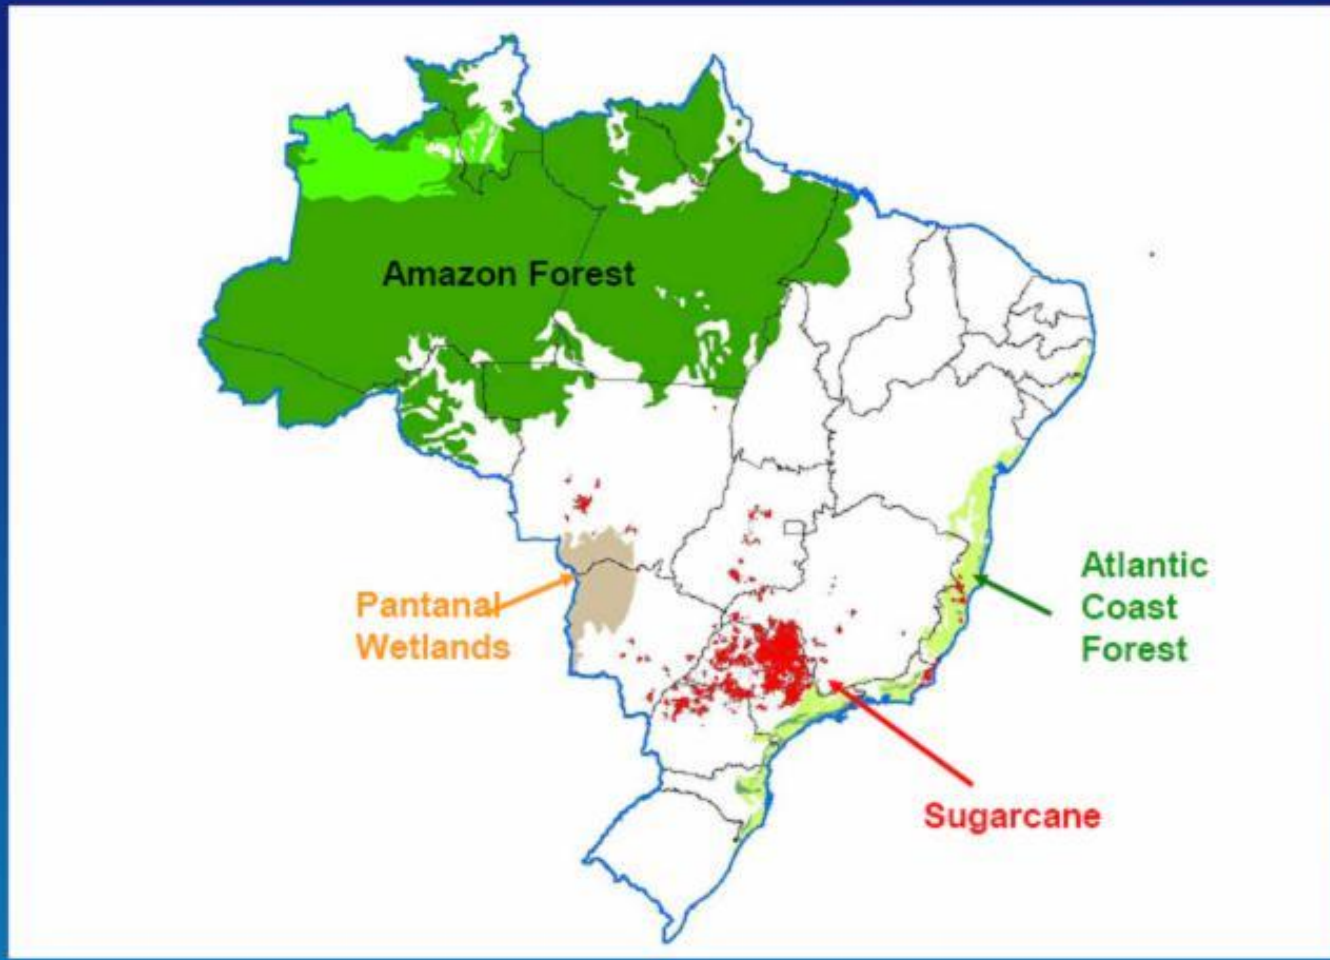 Amazon Forest
Pantanal
Wetlands
Atlantic
Coast
Forest
Sugarcane